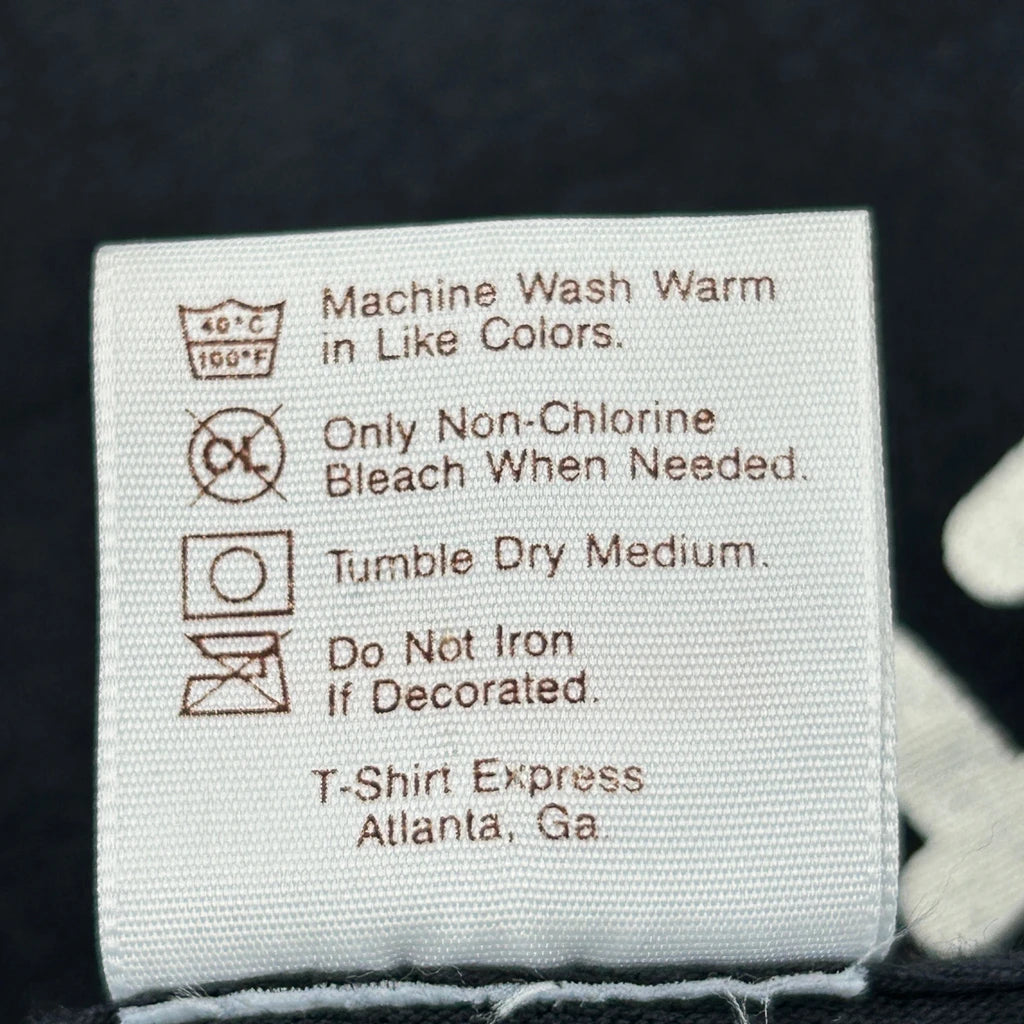 40°C
100°F
Machine Wash Warm
in Like Colors.
CL
Only Non-Chlorine
Bleach When Needed.
Tumble Dry Medium.
Do Not Iron
If Decorated.
T-Shirt Express
Atlanta, Ga.